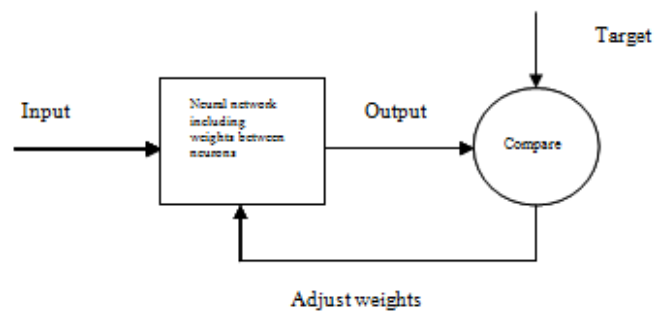 Target
Input
Neural network
including
weights between
neurons
Output
Compare
Adjust weights